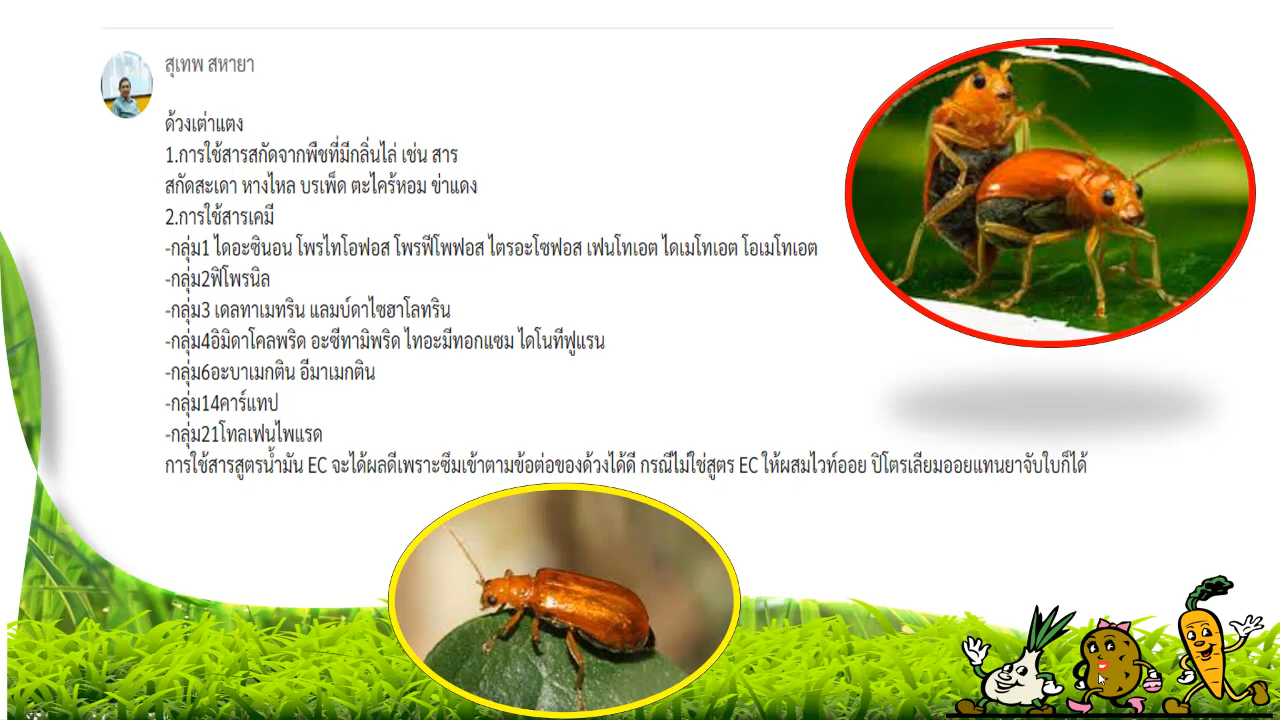 สุเทพ สหายา
ด้วงเต่าแตง
1.การใช้สารสกัดจากพืชที่มีกลิ่นไล่ เช่น สาร
สกัดสะเดา หางไหล บรเพ็ด ตะไคร้หอม ข่าแดง
2.การใช้สารเคมี
-กลุ่ม1 ไดอะซินอน โพรไทโอฟอส โพรฟีโพฟอส ไตรอะโซฟอส เฟนโทเอต ไดเมโทเอต โอเมโทเอต
-กลุ่ม2ฟิโพรนิล
-กลุ่ม3 เดลทาเมทริน แลมบ์ดาไซฮาโลทริน
-กลุ่ม4อิมิดาโคลพริด อะซีทามิพริด ไทอะมีทอกแซม ไดโนทีฟูแรน
-กลุ่ม6อะบาเมกติน อีมาเมกติน
-กลุ่ม14คาร์แทป
-กลุ่ม21โทลเฟนไพแรด
การใช้สารสูตรน้ำมัน EC จะได้ผลดีเพราะซึมเข้าตามข้อต่อของด้วงได้ดี กรณีไม่ใช่สูตร EC ให้ผสมไวท์ออย ปิโตรเลียมออยแทนยาจับใบก็ได้